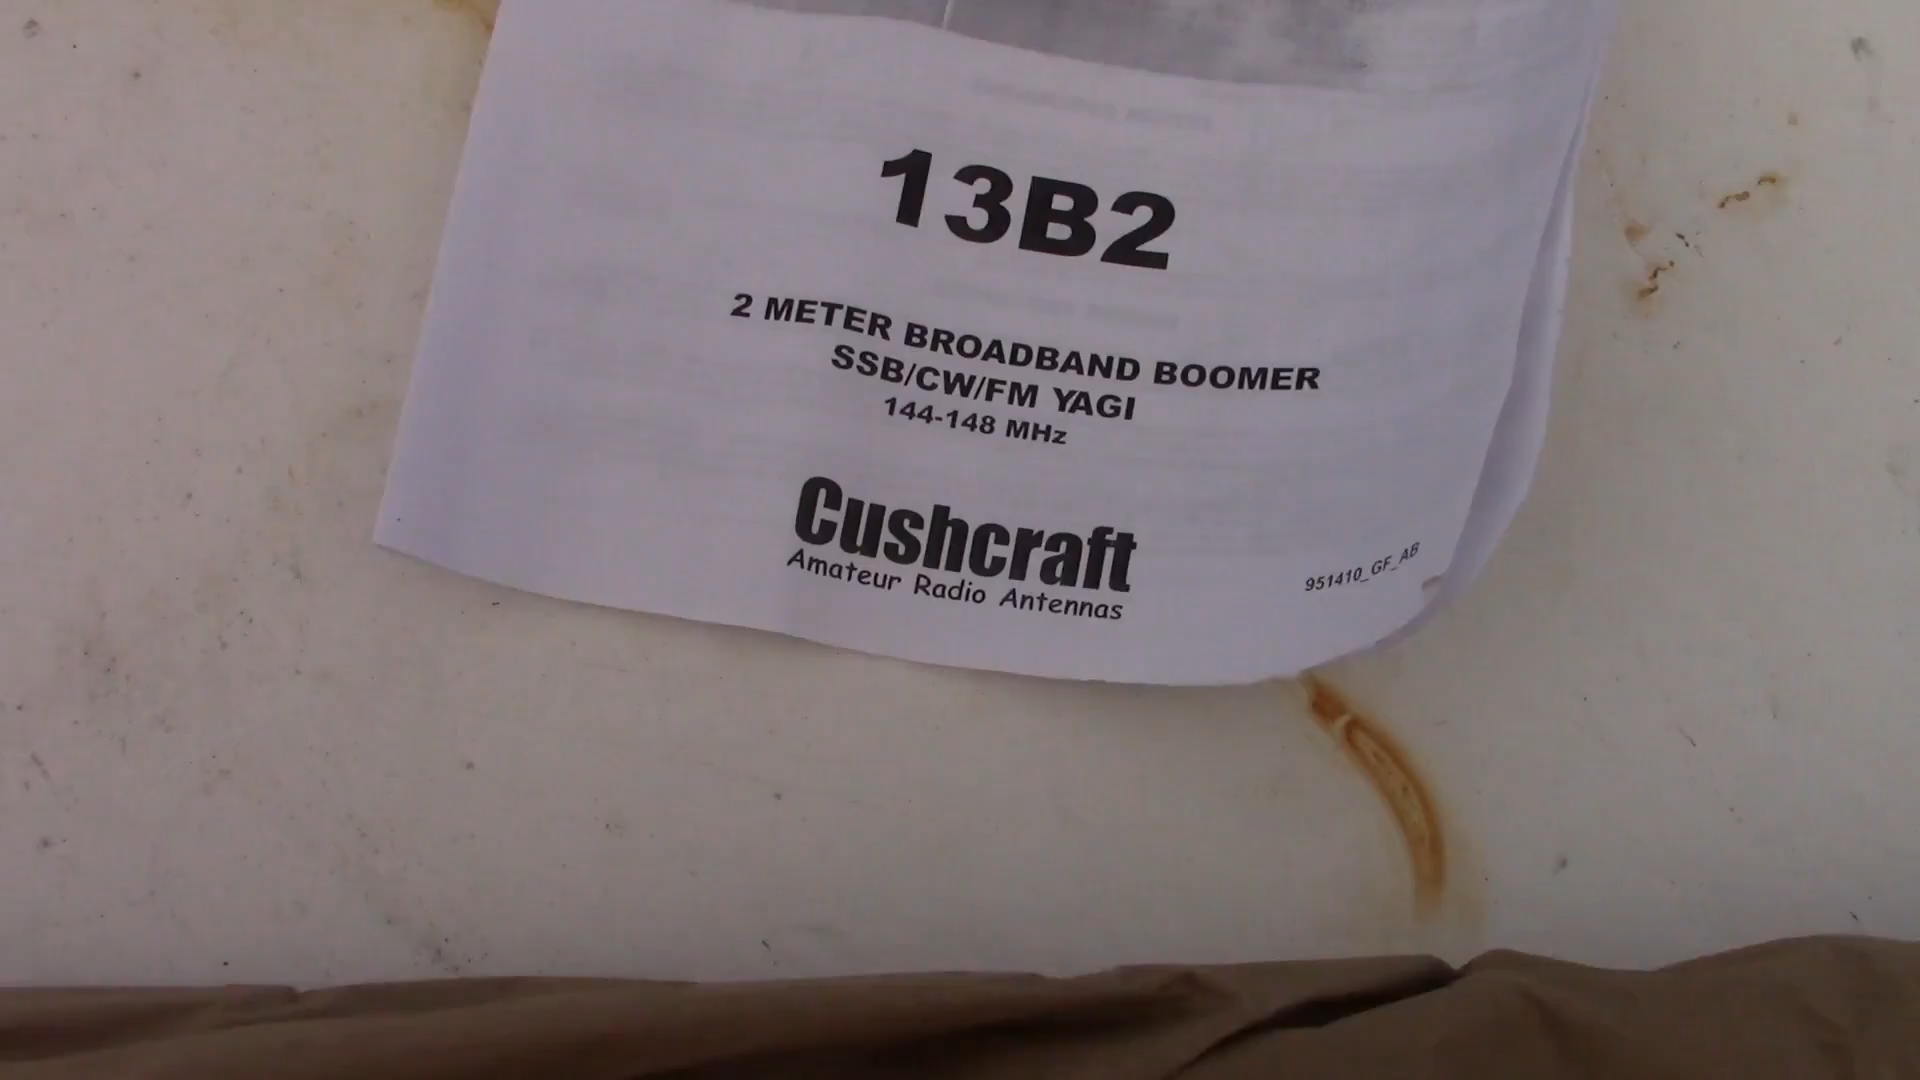 13B2
2 METER BROADBAND BOOMER
SSB/CW/FM YAGI
144-148 MHz
Cushcraft
Amateur Radio Antennas
951410_GF_AB